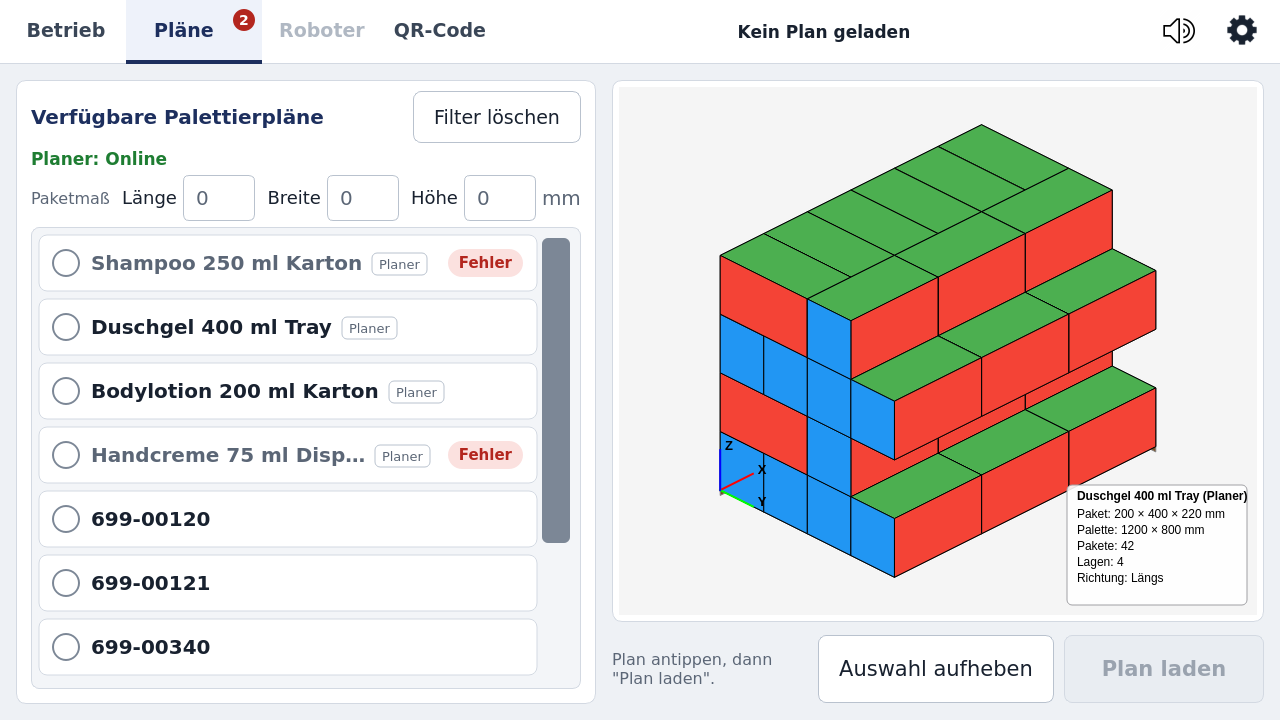 Betrieb
Pläne
2
Roboter
QR-Code
Kein Plan geladen
Verfügbare Palettierpläne
Filter löschen
Planer: Online
Paketmaß Länge 0 Breite 0 Höhe 0 mm
Shampoo 250 ml Karton Planer Fehler
Duschgel 400 ml Tray Planer
Bodylotion 200 ml Karton Planer
Handcreme 75 ml Disp… Planer Fehler
699-00120
699-00121
699-00340
Z
X
Y
Duschgel 400 ml Tray (Planer)
Paket: 200 × 400 × 220 mm
Palette: 1200 × 800 mm
Pakete: 42
Lagen: 4
Richtung: Längs
Plan antippen, dann
"Plan laden".
Auswahl aufheben
Plan laden